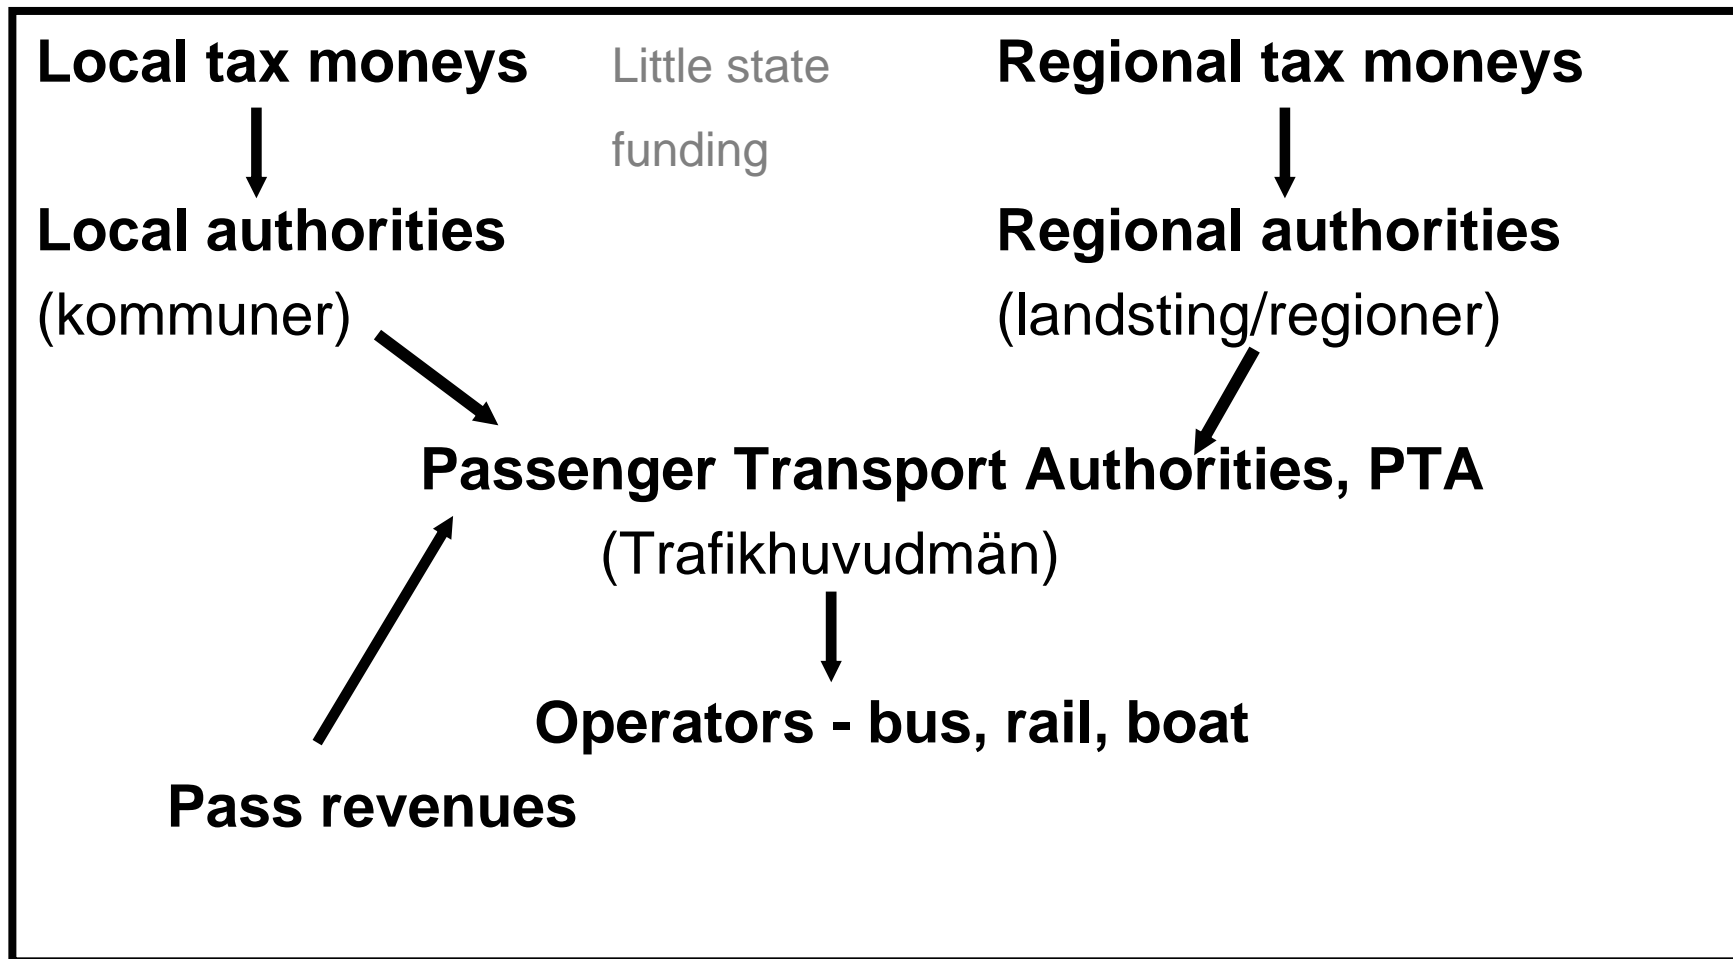 Local tax moneys
Little state
funding
Regional tax moneys
Local authorities
(kommuner)
Regional authorities
(landsting/regioner)
Passenger Transport Authorities, PTA
(Trafikhuvudmän)
Operators - bus, rail, boat
Pass revenues